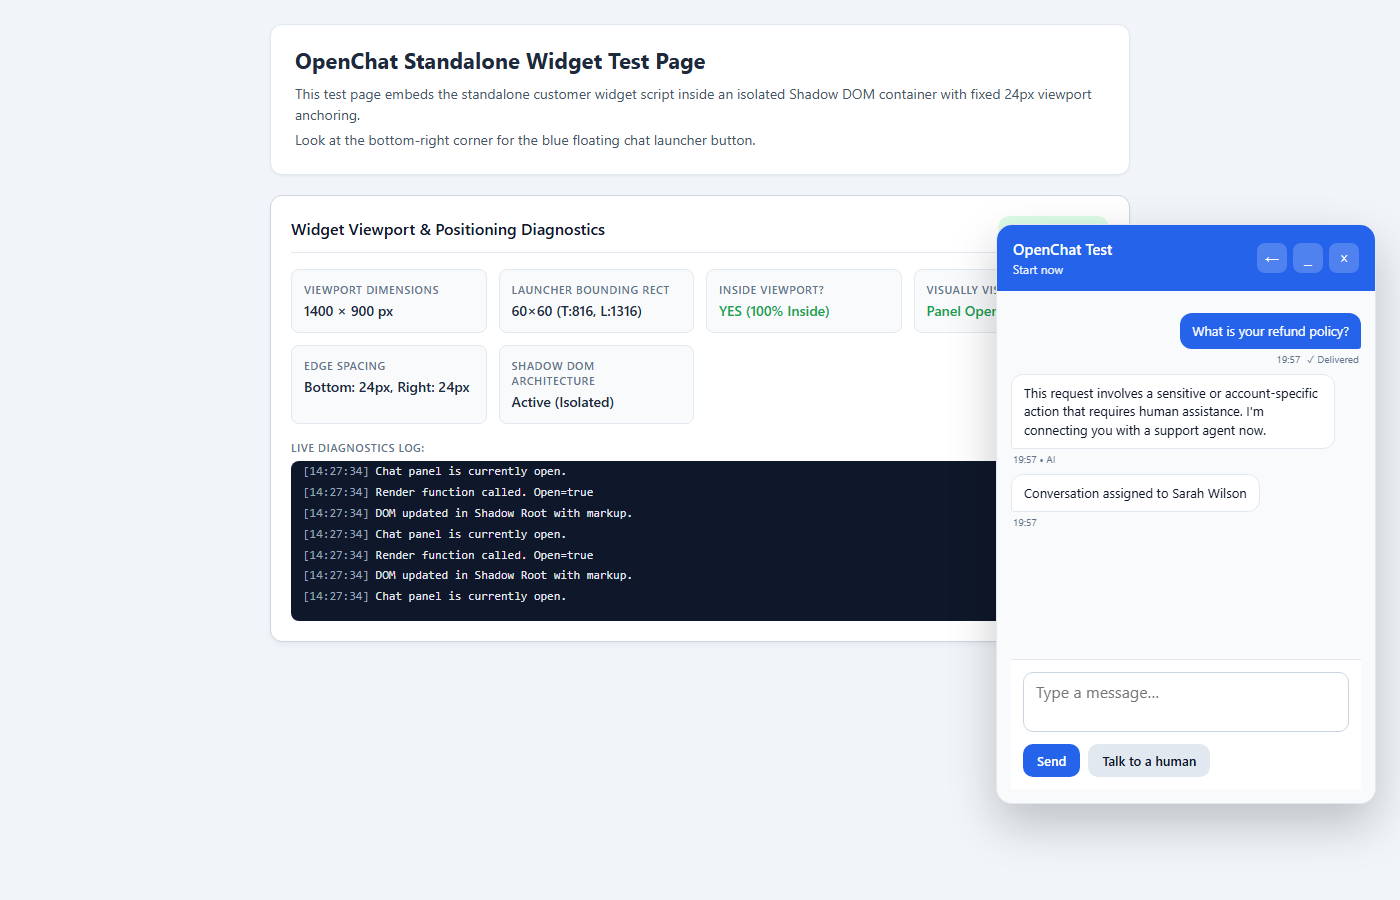 OpenChat Standalone Widget Test Page
This test page embeds the standalone customer widget script inside an isolated Shadow DOM container with fixed 24px viewport
anchoring.
Look at the bottom-right corner for the blue floating chat launcher button.
Widget Viewport & Positioning Diagnostics
VIEWPORT DIMENSIONS
1400 × 900 px
LAUNCHER BOUNDING RECT
60×60 (T:816, L:1316)
INSIDE VIEWPORT?
YES (100% Inside)
VISUALLY
Panel Open
EDGE SPACING
Bottom: 24px, Right: 24px
SHADOW DOM
ARCHITECTURE
Active (Isolated)
LIVE DIAGNOSTICS LOG:
[14:27:34] Chat panel is currently open.
[14:27:34] Render function called. Open=true
[14:27:34] DOM updated in Shadow Root with markup.
[14:27:34] Chat panel is currently open.
[14:27:34] Render function called. Open=true
[14:27:34] DOM updated in Shadow Root with markup.
[14:27:34] Chat panel is currently open.
OpenChat Test
Start now
← _ ×
What is your refund policy?
19:57 ✓ Delivered
This request involves a sensitive or account-specific
action that requires human assistance. I'm
connecting you with a support agent now.
19:57 • AI
Conversation assigned to Sarah Wilson
19:57
Type a message...
Send
Talk to a human